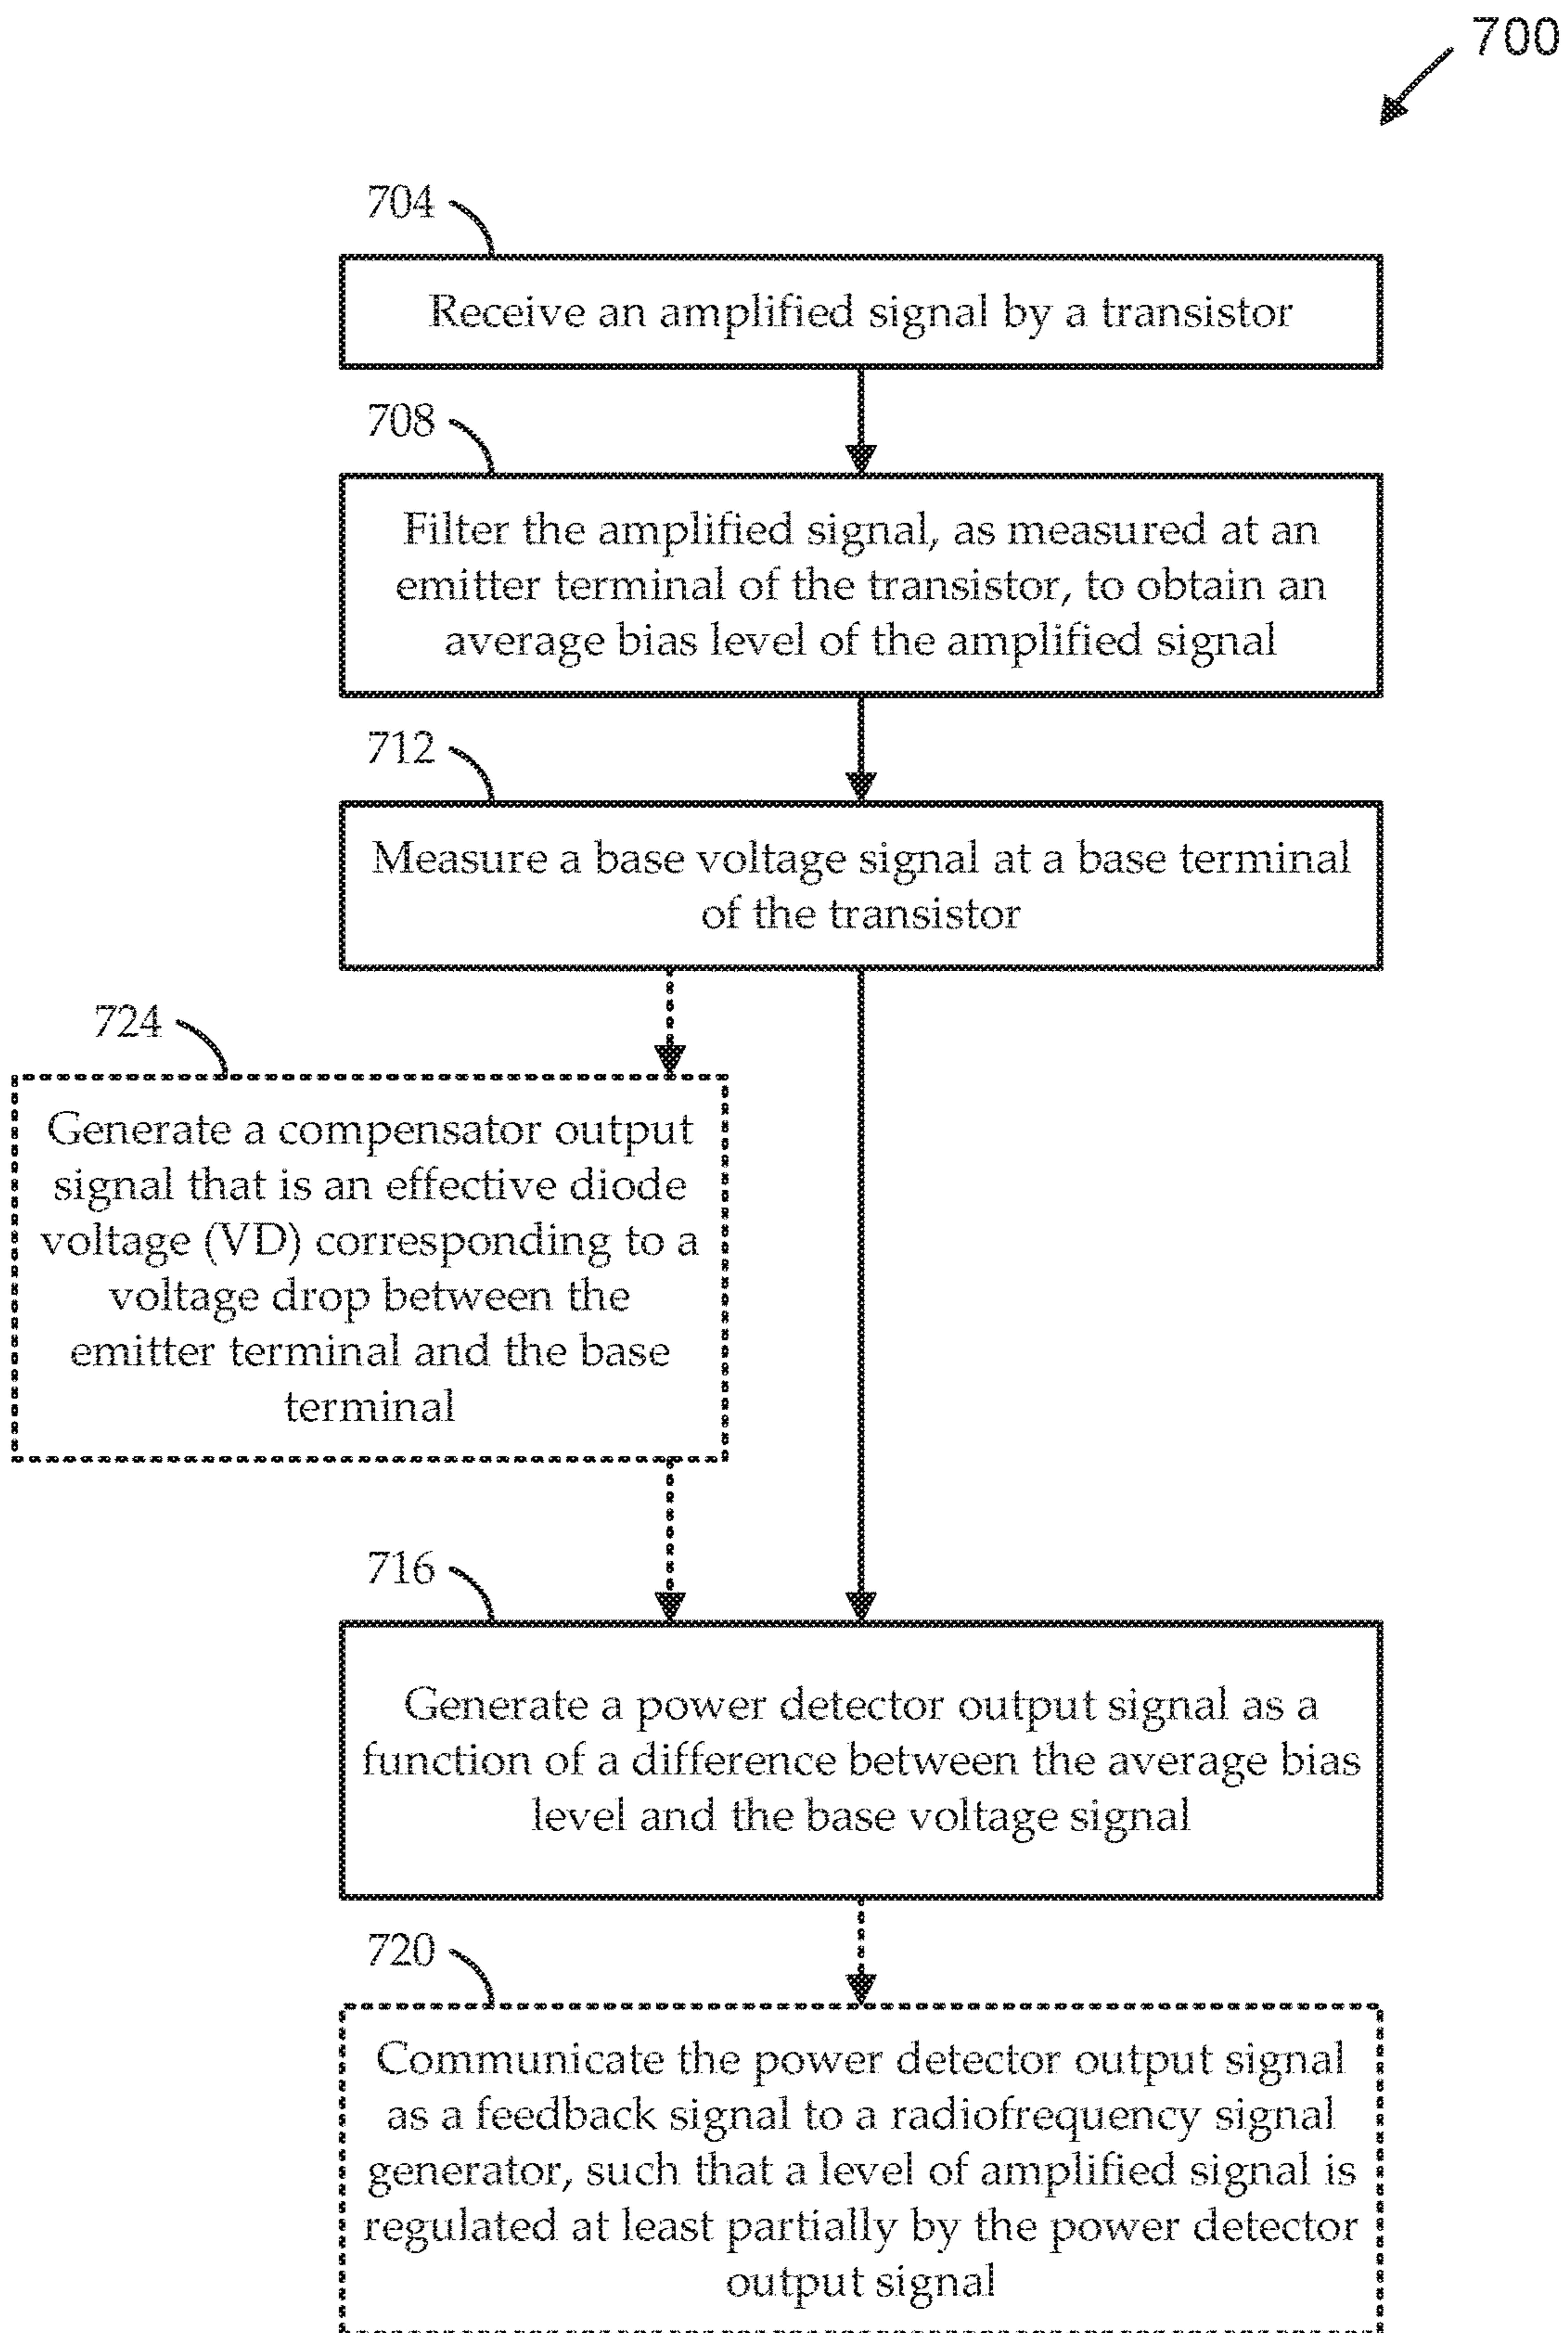 700
704
Receive an amplified signal by a transistor
708
Filter the amplified signal, as measured at an
emitter terminal of the transistor, to obtain an
average bias level of the amplified signal
712
Measure a base voltage signal at a base terminal
of the transistor
724
Generate a compensator output
signal that is an effective diode
voltage (VD) corresponding to a
voltage drop between the
emitter terminal and the base
terminal
716
Generate a power detector output signal as a
function of a difference between the average bias
level and the base voltage signal
720
Communicate the power detector output signal
as a feedback signal to a radiofrequency signal
generator, such that a level of amplified signal is
regulated at least partially by the power detector
output signal